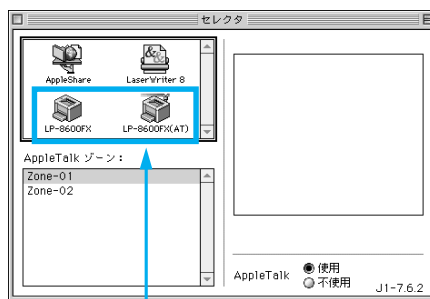 セレクタ
AppleShare
LaserWriter 8
LP-8600FX
LP-8600FX(AT)
AppleTalk ゾーン：
Zone-01
Zone-02
AppleTalk
使用
不使用
J1-7.6.2